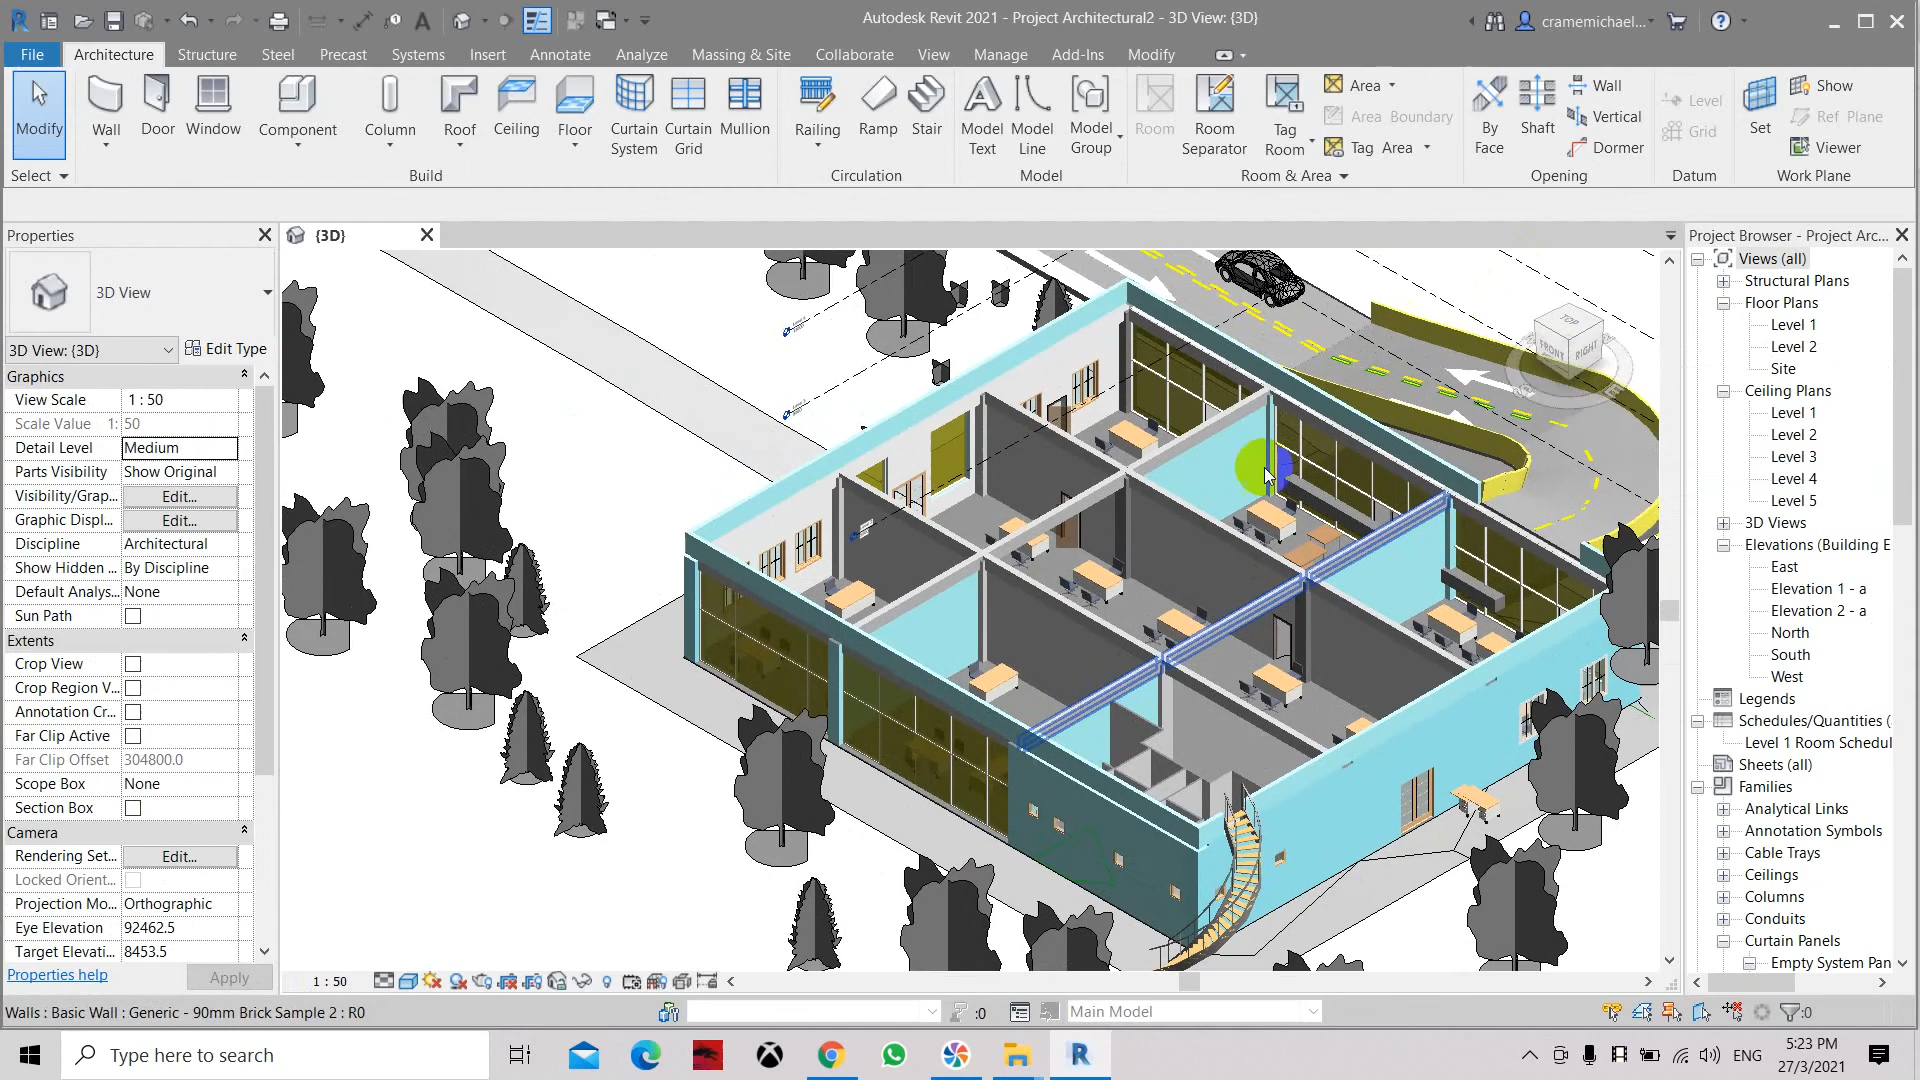 Autodesk Revit 2021 - Project Architectural2 - 3D View: {3D}
cramemichael...
File Architecture Structure Steel Precast Systems Insert Annotate Analyze Massing & Site Collaborate View Manage Add-Ins Modify
Modify
Wall
Door
Window
Component
Column
Roof
Ceiling
Floor
Curtain System
Curtain Grid
Mullion
Railing
Ramp
Stair
Model Text
Model Line
Model Group
Room
Room Separator
Tag Room
Area
Area Boundary
Tag Area
By Face
Shaft
Wall
Vertical
Dormer
Level
Grid
Set
Show
Ref Plane
Viewer
Select Build Circulation Model Room & Area Opening Datum Work Plane
Properties
3D View
3D View: {3D}
Edit Type
Graphics
View Scale 1 : 50
Scale Value 1: 50
Detail Level Medium
Parts Visibility Show Original
Visibility/Grap... Edit...
Graphic Displ... Edit...
Discipline Architectural
Show Hidden ... By Discipline
Default Analys... None
Sun Path
Extents
Crop View
Crop Region V...
Annotation Cr...
Far Clip Active
Far Clip Offset 304800.0
Scope Box None
Section Box
Camera
Rendering Set... Edit...
Locked Orient...
Projection Mo... Orthographic
Eye Elevation 92462.5
Target Elevati... 8453.5
Properties help
Apply
{3D}
TOP
FRONT
RIGHT
Project Browser - Project Arc...
Views (all)
Structural Plans
Floor Plans
Level 1
Level 2
Site
Ceiling Plans
Level 1
Level 2
Level 3
Level 4
Level 5
3D Views
Elevations (Building E
East
Elevation 1 - a
Elevation 2 - a
North
South
West
Legends
Schedules/Quantities (
Level 1 Room Schedul
Sheets (all)
Families
Analytical Links
Annotation Symbols
Cable Trays
Ceilings
Columns
Conduits
Curtain Panels
Empty System Pan
1 : 50
Walls : Basic Wall : Generic - 90mm Brick Sample 2 : R0
:0
Main Model
:0
Type here to search
ENG
5:23 PM
27/3/2021